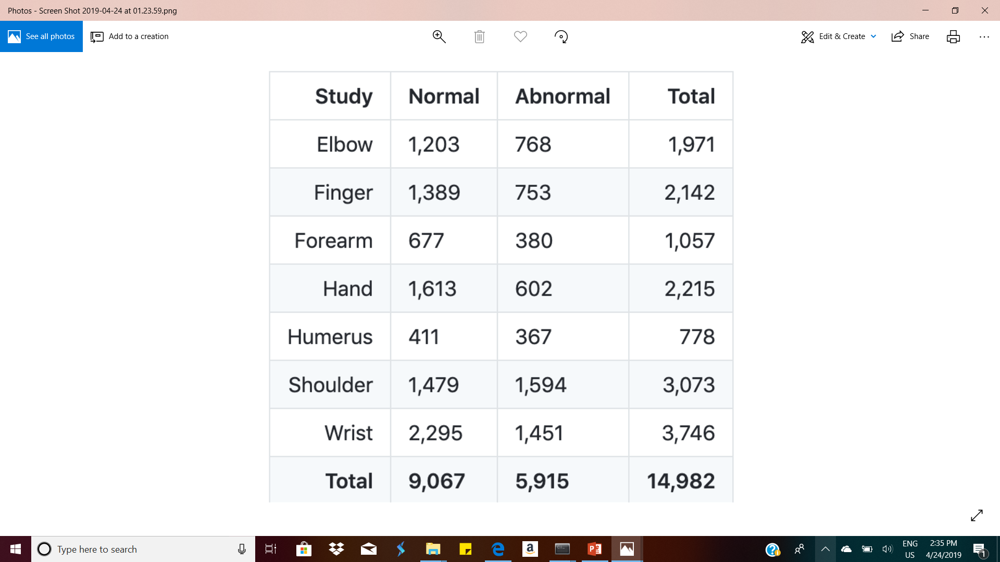 Photos - Screen Shot 2019-04-24 at 01.23.59.png
See all photos Add to a creation Edit & Create Share
Study Normal Abnormal Total
Elbow 1,203 768 1,971
Finger 1,389 753 2,142
Forearm 677 380 1,057
Hand 1,613 602 2,215
Humerus 411 367 778
Shoulder 1,479 1,594 3,073
Wrist 2,295 1,451 3,746
Total 9,067 5,915 14,982
Type here to search
ENG 2:35 PM
US 4/24/2019 1